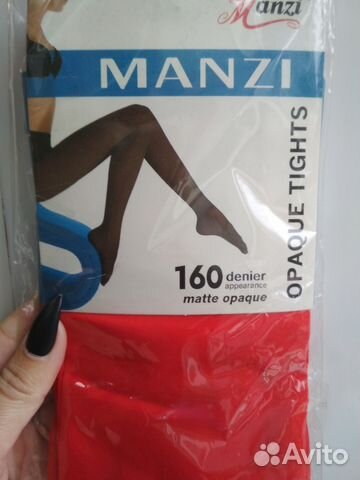 Manzi
MANZI
OPAQUE TIGHTS
160 denier
appearance
matte opaque
Avito